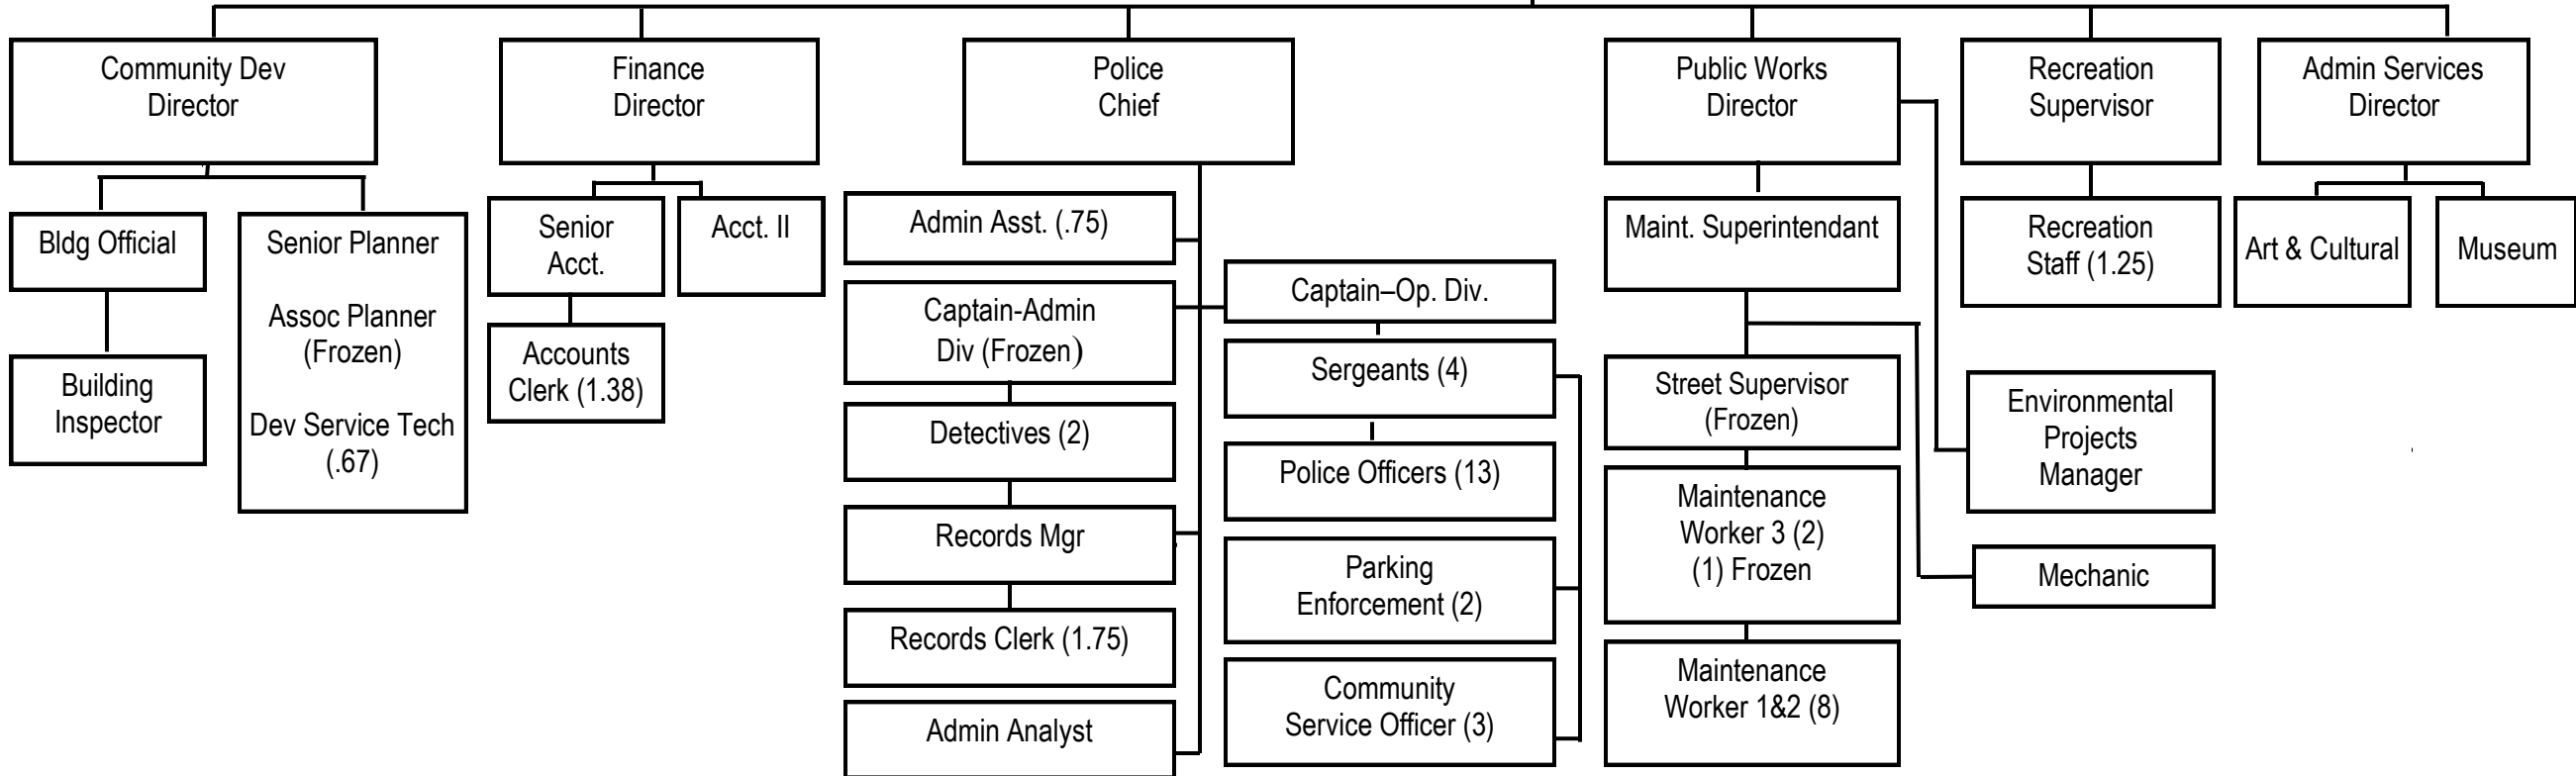 Community Dev
Director
Finance
Director
Police
Chief
Public Works
Director
Recreation
Supervisor
Admin Services
Director
Bldg Official
Building
Inspector
Senior Planner
Assoc Planner
(Frozen)
Dev Service Tech
(.67)
Senior
Acct.
Acct. II
Accounts
Clerk (1.38)
Admin Asst. (.75)
Captain-Admin
Div (Frozen)
Detectives (2)
Records Mgr
Records Clerk (1.75)
Admin Analyst
Captain–Op. Div.
Sergeants (4)
Police Officers (13)
Parking
Enforcement (2)
Community
Service Officer (3)
Maint. Superintendant
Street Supervisor
(Frozen)
Maintenance
Worker 3 (2)
(1) Frozen
Maintenance
Worker 1&2 (8)
Recreation
Staff (1.25)
Environmental
Projects
Manager
Mechanic
Art & Cultural
Museum